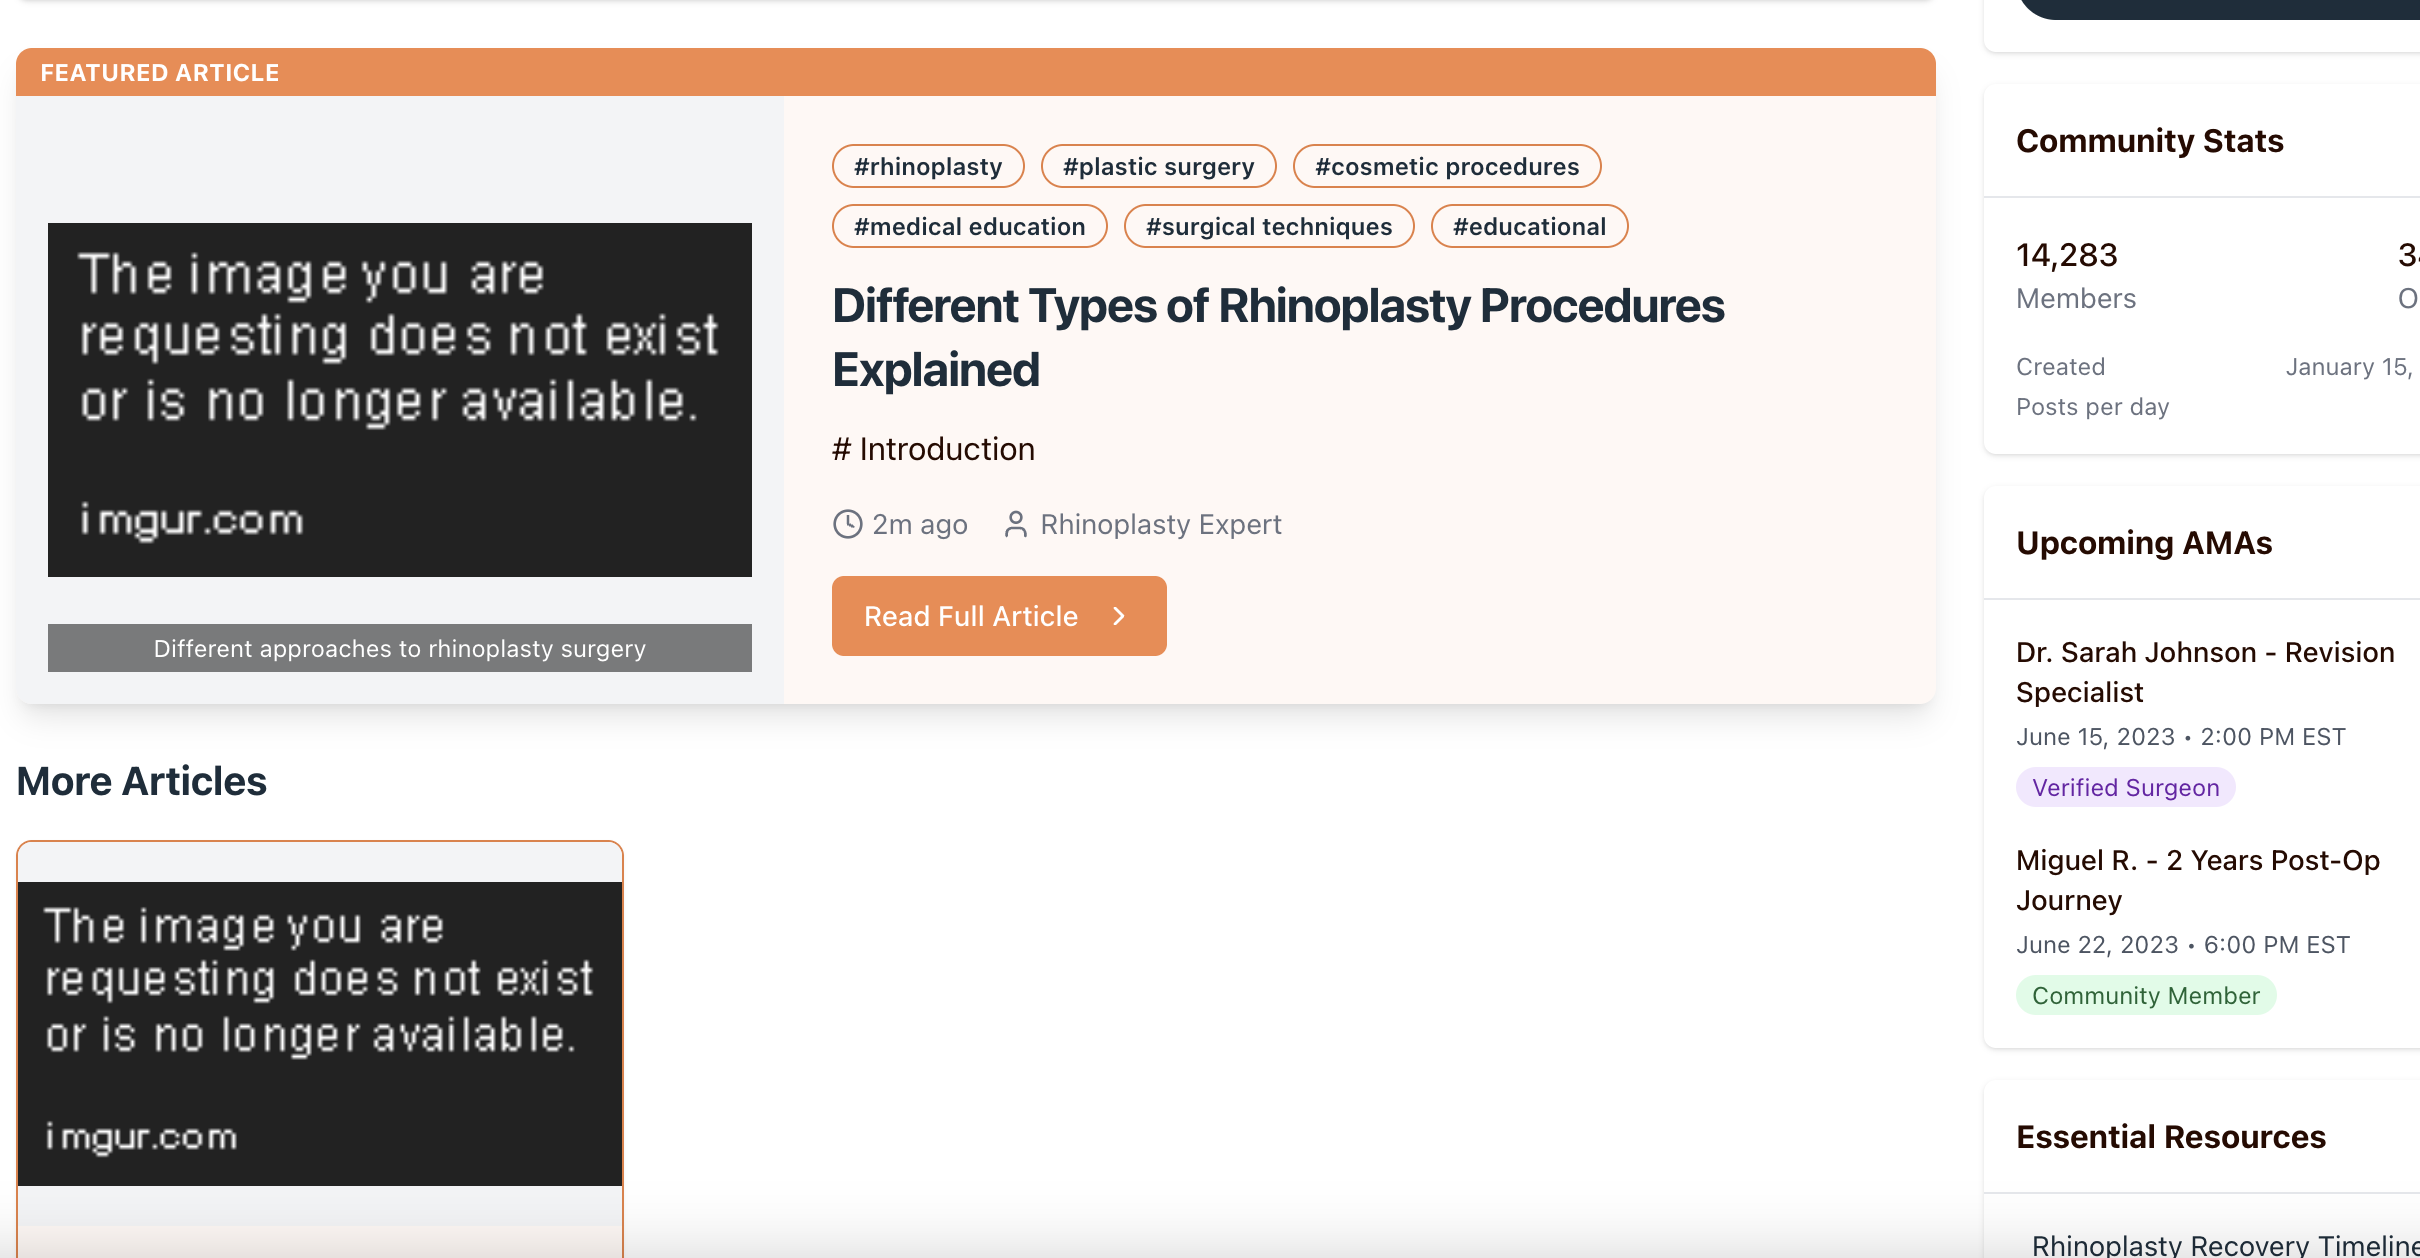 FEATURED ARTICLE
The image you are
requesting does not exist
or is no longer available.
imgur.com
Different approaches to rhinoplasty surgery
#rhinoplasty #plastic surgery #cosmetic procedures
#medical education #surgical techniques #educational
Different Types of Rhinoplasty Procedures
Explained
# Introduction
2m ago Rhinoplasty Expert
Read Full Article
More Articles
The image you are
requesting does not exist
or is no longer available.
imgur.com
Community Stats
14,283
Members
Created January 15,
Posts per day
Upcoming AMAs
Dr. Sarah Johnson - Revision
Specialist
June 15, 2023 • 2:00 PM EST
Verified Surgeon
Miguel R. - 2 Years Post-Op
Journey
June 22, 2023 • 6:00 PM EST
Community Member
Essential Resources
Rhinoplasty Recovery Timeline